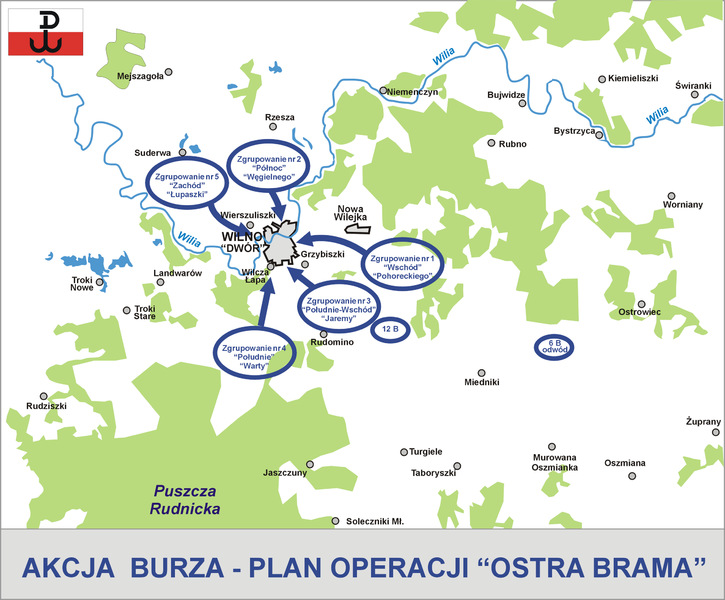 Wilia
Mejszagoła
Niemenczyn
Kiemieliszki
Świranki
Bujwidze
Wilia
Rzesza
Bystrzyca
Rubno
Suderwa
Zgrupowanie nr 2
"Północ"
"Węgielnego"
Zgrupowanie nr 5
"Zachód"
"Łupaszki"
Worniany
Nowa
Wilejka
Wierszuliszki
WILNO
"DWÓR"
Wilia
Grzybiszki
Zgrupowanie nr 1
"Wschód"
"Pohoreckiego"
Wilcza
Łapa
Landwarów
Troki
Nowe
Zgrupowanie nr 3
"Południe-Wschód"
"Jaremy"
Troki
Stare
Ostrowiec
12 B
Rudomino
6 B
odwód
Zgrupowanie nr 4
"Południe"
"Warty"
Miedniki
Rudziszki
Żuprany
Turgiele
Murowana
Oszmianka
Oszmiana
Taboryszki
Jaszczuny
Puszcza
Rudnicka
Soleczniki Mł.
AKCJA BURZA - PLAN OPERACJI “OSTRA BRAMA”